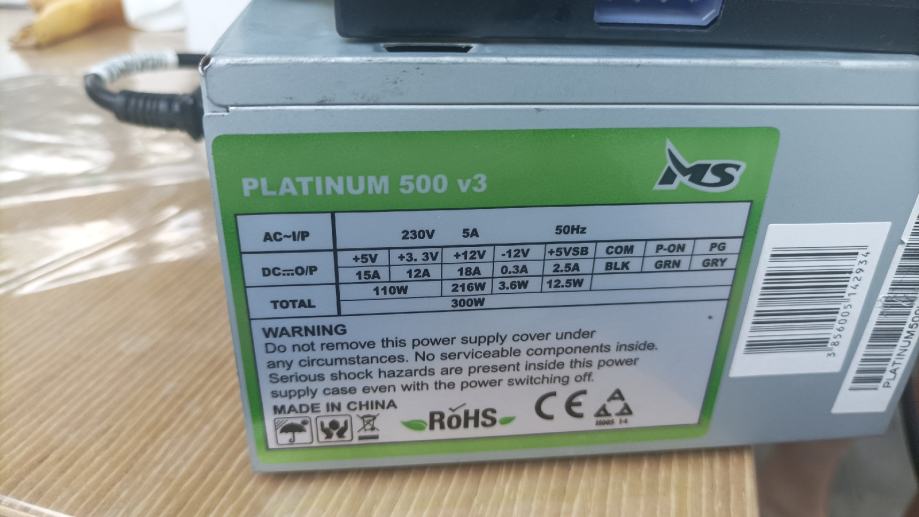 PLATINUM 500 v3
MS
AC~I/P 230V 5A 50Hz
DC⎓O/P +5V +3. 3V +12V -12V +5VSB COM P-ON PG
15A 12A 18A 0.3A 2.5A BLK GRN GRY
TOTAL 110W 216W 3.6W 12.5W
300W
WARNING
Do not remove this power supply cover under
any circumstances. No serviceable components inside.
Serious shock hazards are present inside this power
supply case even with the power switching off.
MADE IN CHINA
RoHS
CE
3 856005 142934
PLATINUM500